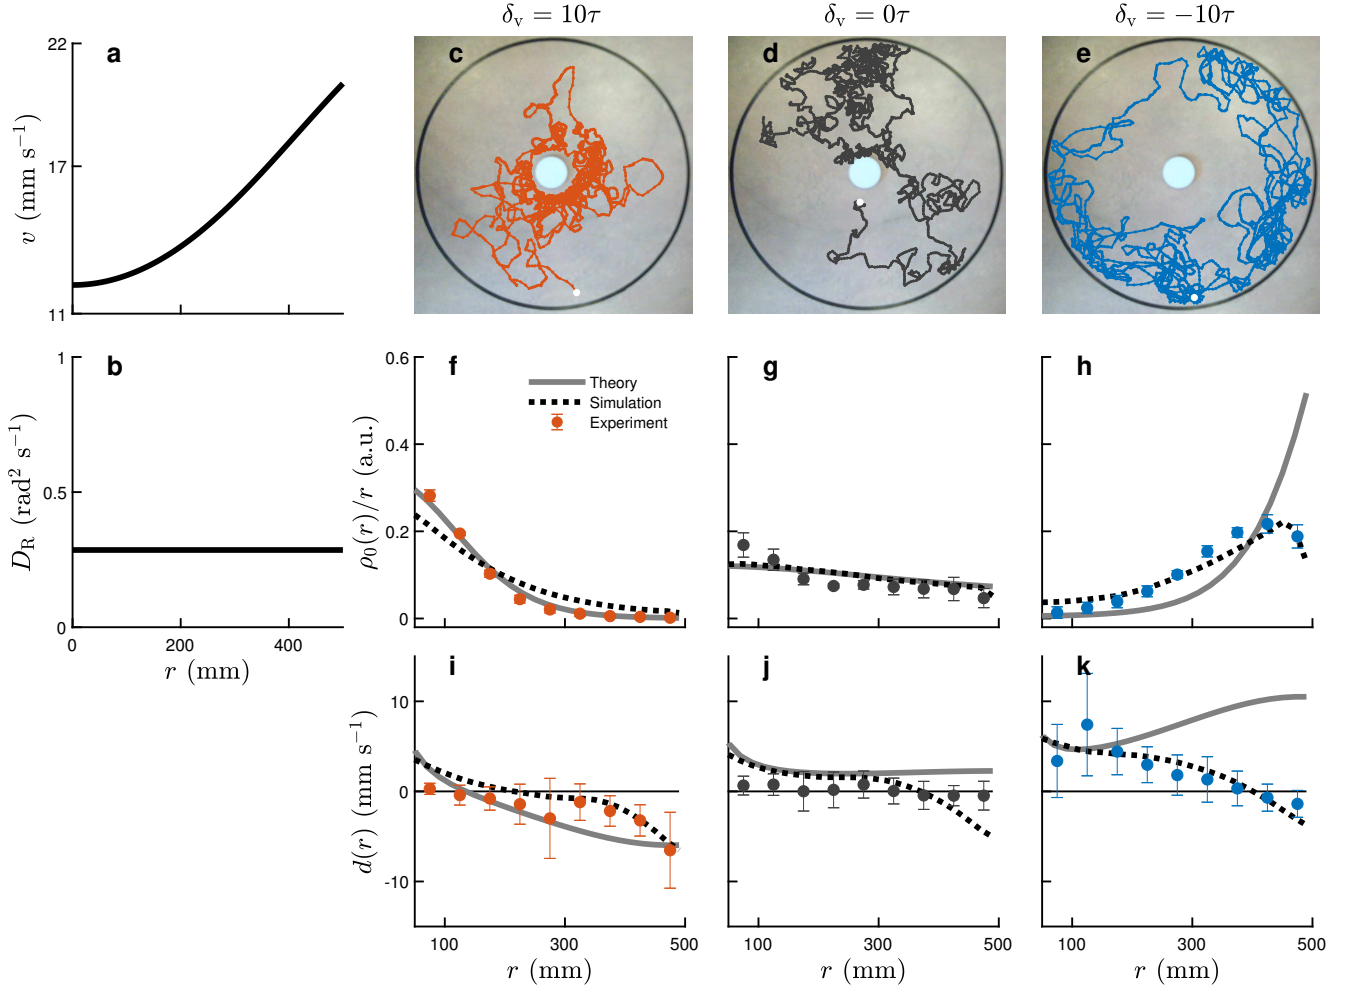 δv = 10τ
δv = 0τ
δv = −10τ
a
22
17
11
v (mm s−1)
c
d
e
b
1
0.5
0
DR (rad2 s−1)
0
200
400
r (mm)
f
0.6
0.4
0.2
0
ρ0(r)/r (a.u.)
Theory
Simulation
Experiment
g
h
i
10
0
-10
d(r) (mm s−1)
100
300
500
r (mm)
j
100
300
500
r (mm)
k
100
300
500
r (mm)